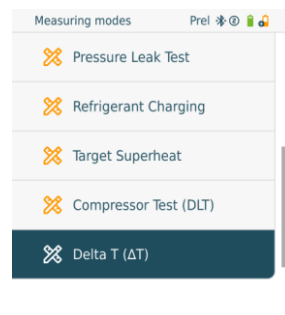 Measuring modes Prel
Pressure Leak Test
Refrigerant Charging
Target Superheat
Compressor Test (DLT)
Delta T (ΔT)